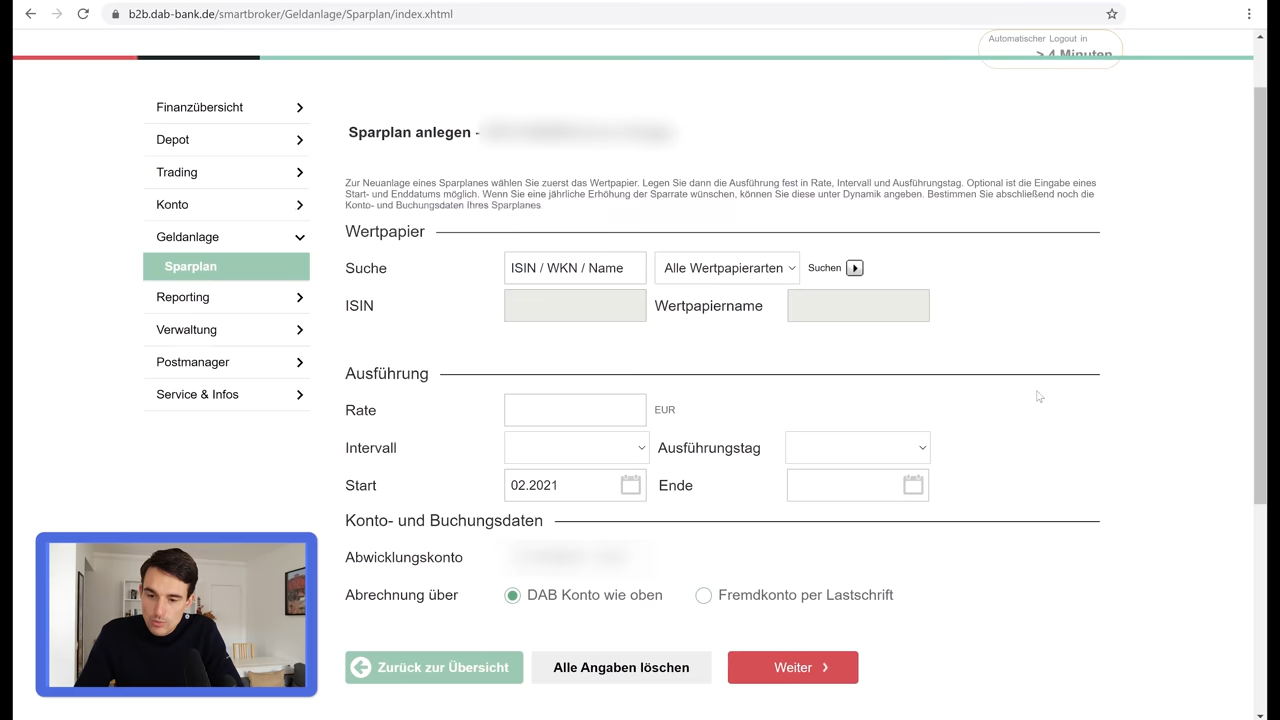 b2b.dab-bank.de/smartbroker/Geldanlage/Sparplan/index.xhtml
Automatischer Logout in
> 4 Minuten
Finanzübersicht
Depot
Trading
Konto
Geldanlage
Sparplan
Reporting
Verwaltung
Postmanager
Service & Infos
Sparplan anlegen -
Zur Neuanlage eines Sparplanes wählen Sie zuerst das Wertpapier. Legen Sie dann die Ausführung fest in Rate, Intervall und Ausführungstag. Optional ist die Eingabe eines
Start- und Enddatums möglich. Wenn Sie eine jährliche Erhöhung der Sparrate wünschen, können Sie diese unter Dynamik angeben. Bestimmen Sie abschließend noch die
Konto- und Buchungsdaten Ihres Sparplanes
Wertpapier
Suche ISIN / WKN / Name Alle Wertpapierarten Suchen
ISIN Wertpapiername
Ausführung
Rate EUR
Intervall Ausführungstag
Start 02.2021 Ende
Konto- und Buchungsdaten
Abwicklungskonto
Abrechnung über DAB Konto wie oben Fremdkonto per Lastschrift
Zurück zur Übersicht Alle Angaben löschen Weiter